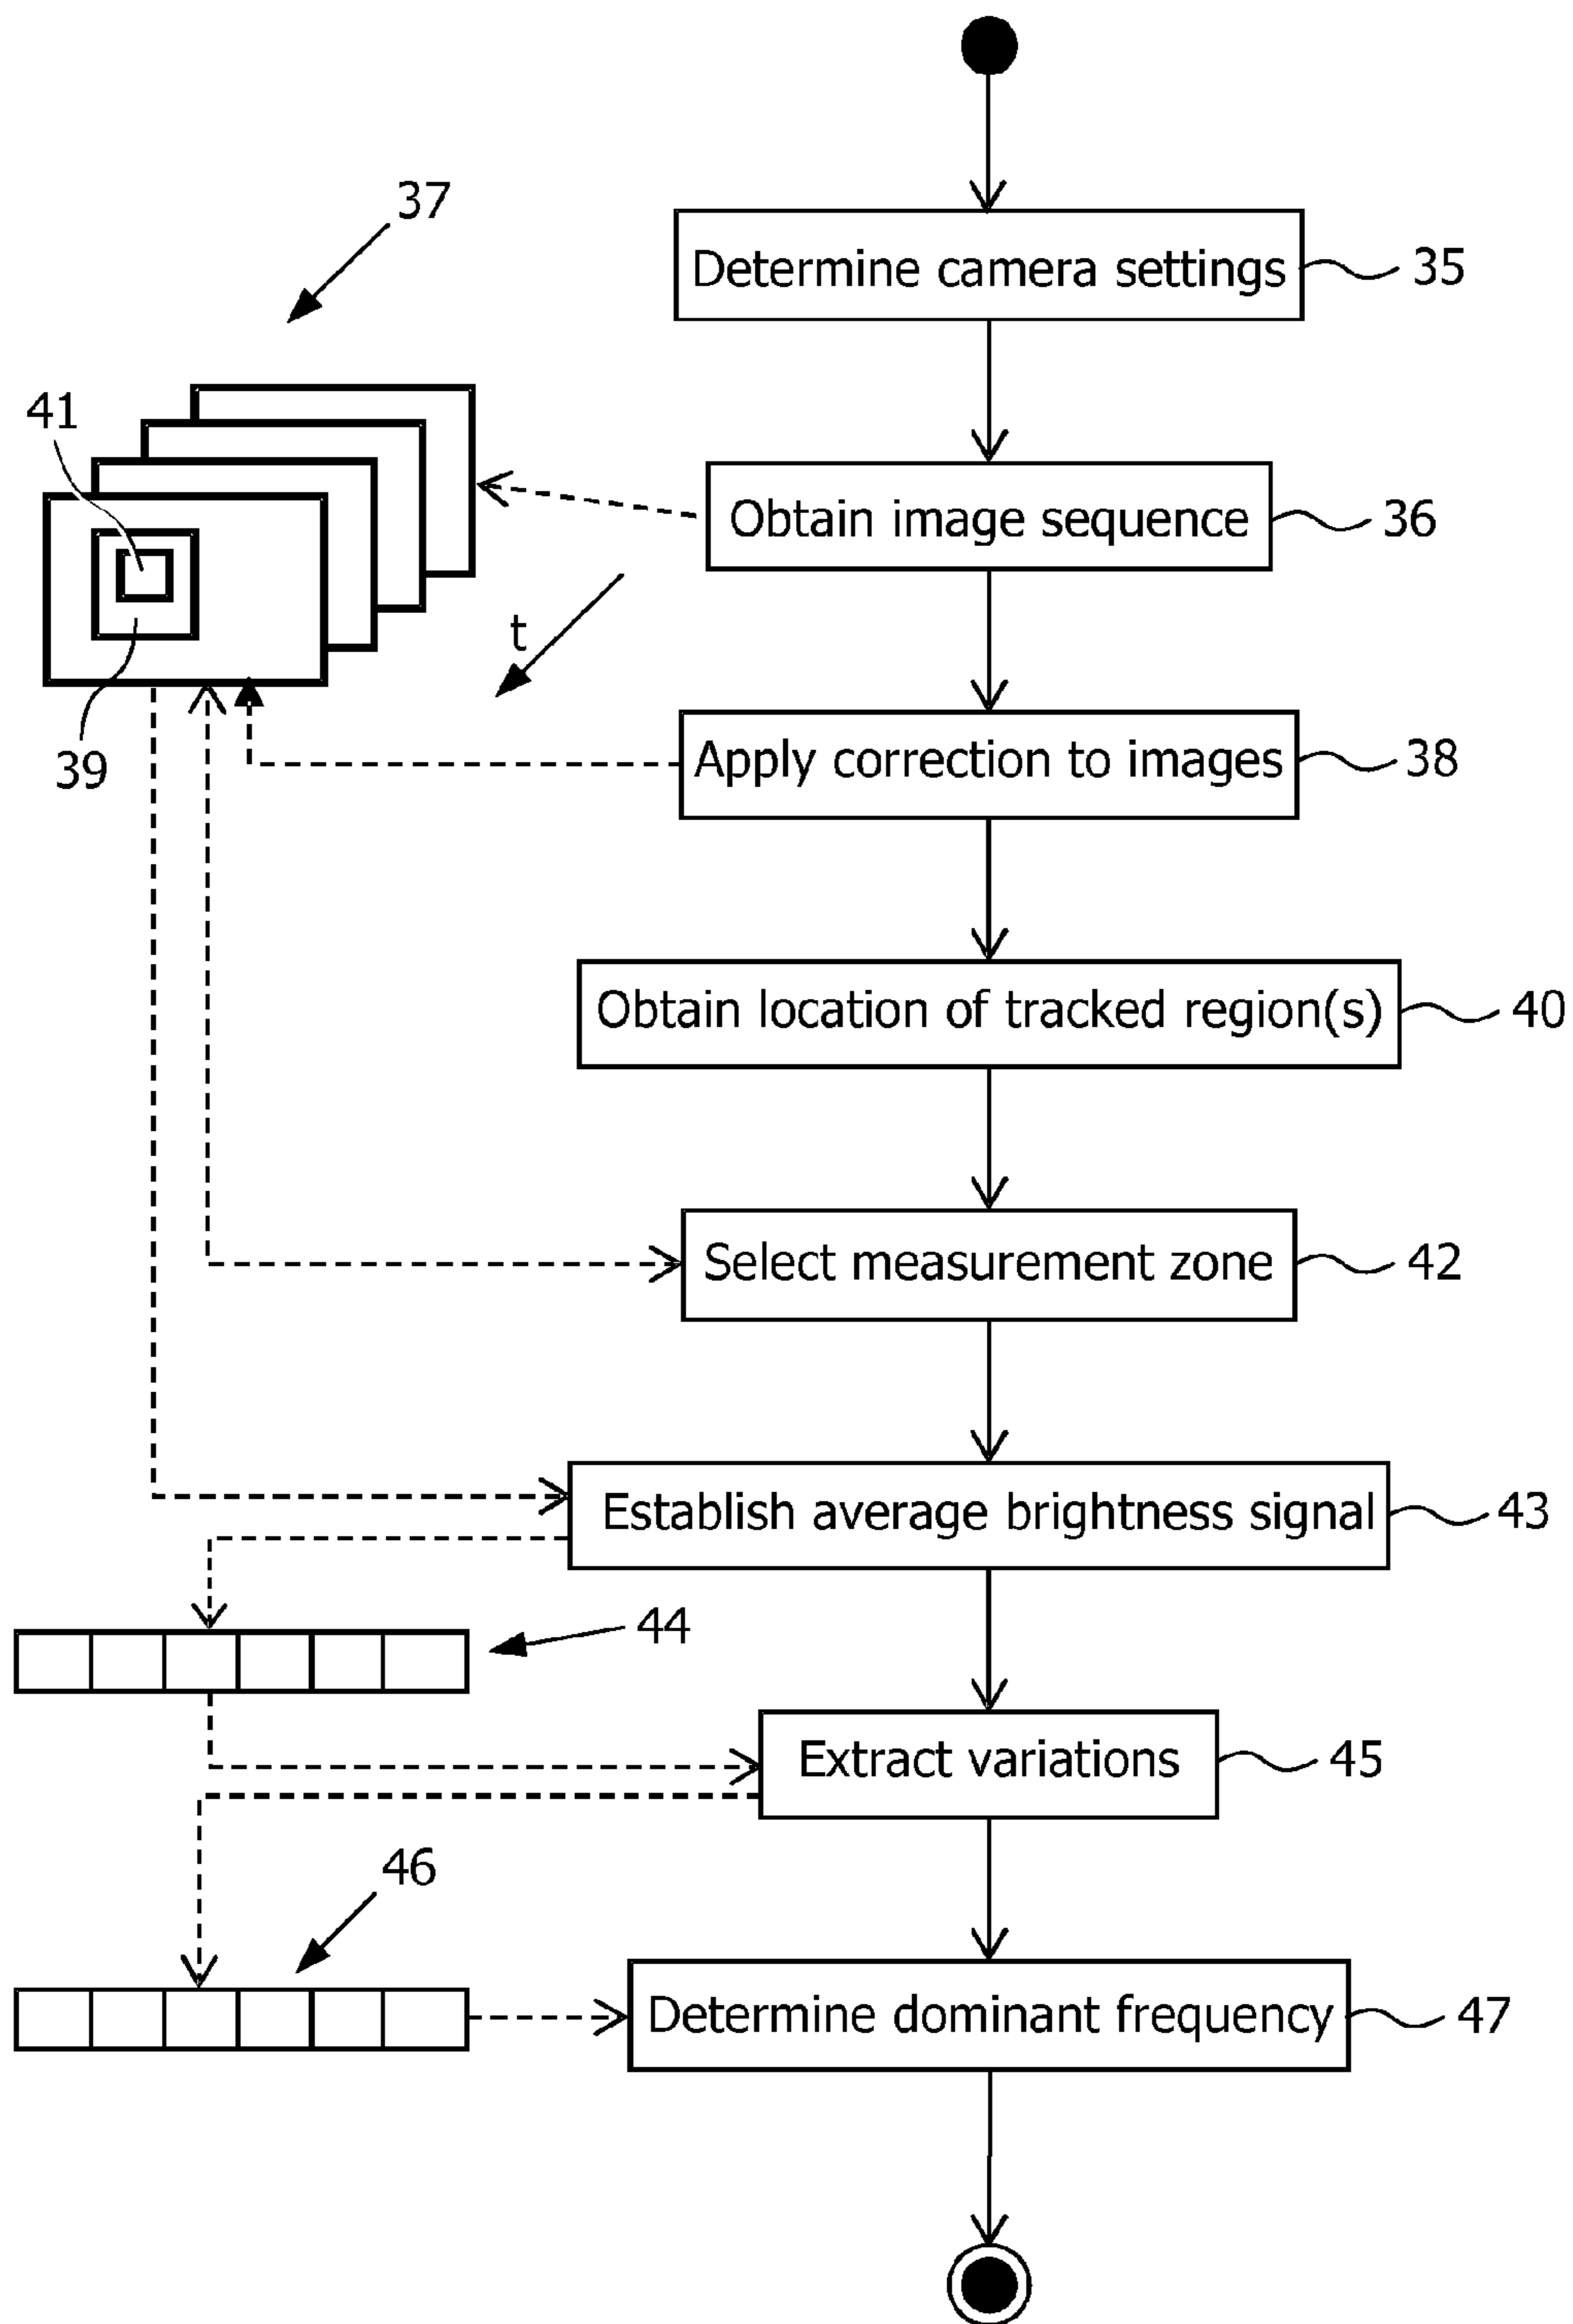 37
Determine camera settings
35
41
Obtain image sequence
36
t
39
Apply correction to images
38
Obtain location of tracked region(s)
40
Select measurement zone
42
Establish average brightness signal
43
44
Extract variations
45
46
Determine dominant frequency
47